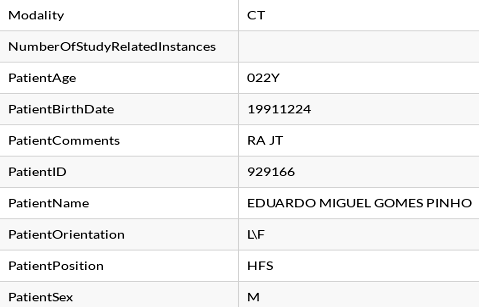 Modality CT
NumberOfStudyRelatedInstances
PatientAge 022Y
PatientBirthDate 19911224
PatientComments RA JT
PatientID 929166
PatientName EDUARDO MIGUEL GOMES PINHO
PatientOrientation L\F
PatientPosition HFS
PatientSex M